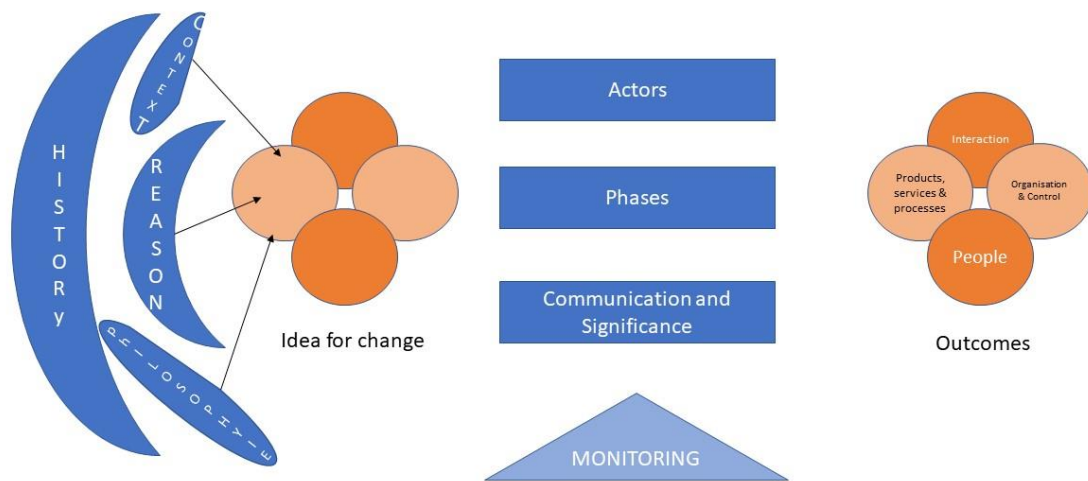 HISTORy
CONTEXT
REASON
PhILOSOPHYIE
Idea for change
Actors
Phases
Communication and
Significance
MONITORING
Interaction
Products,
services &
processes
Organisation
& Control
People
Outcomes